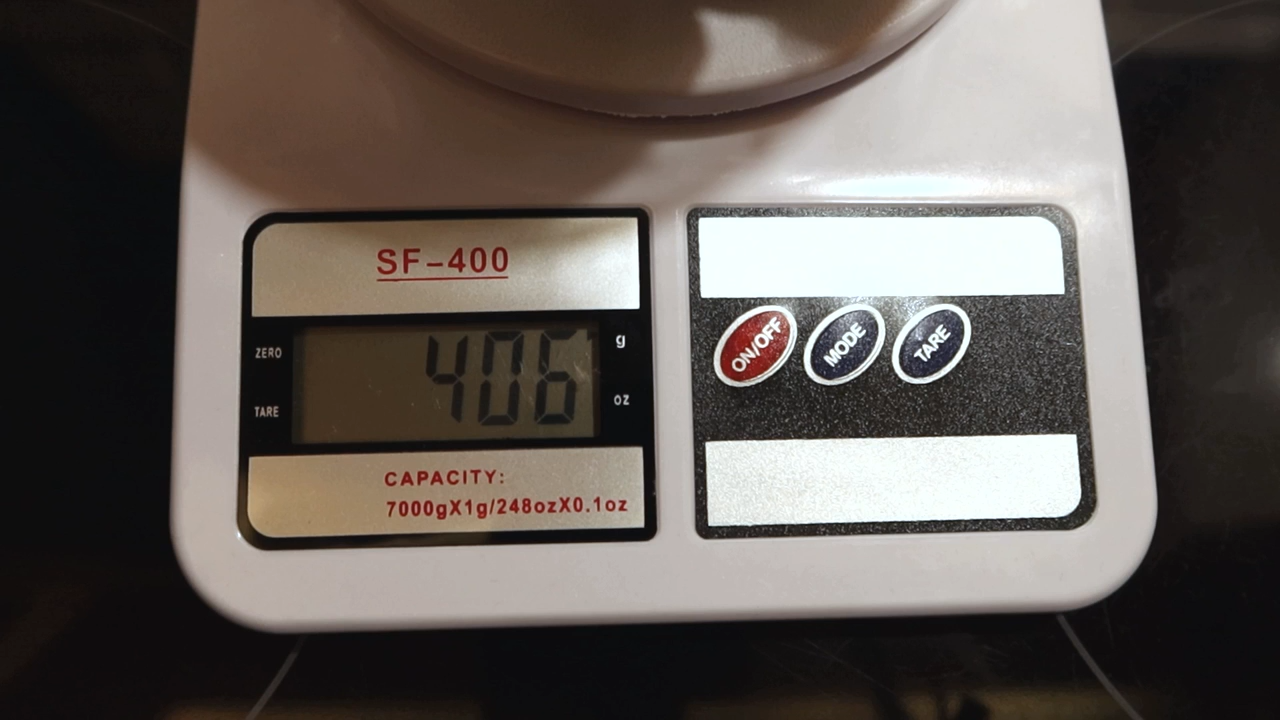 SF-400
ZERO
406
g
TARE
oz
CAPACITY:
7000gX1g/248ozX0.1oz
ON/OFF
MODE
TARE